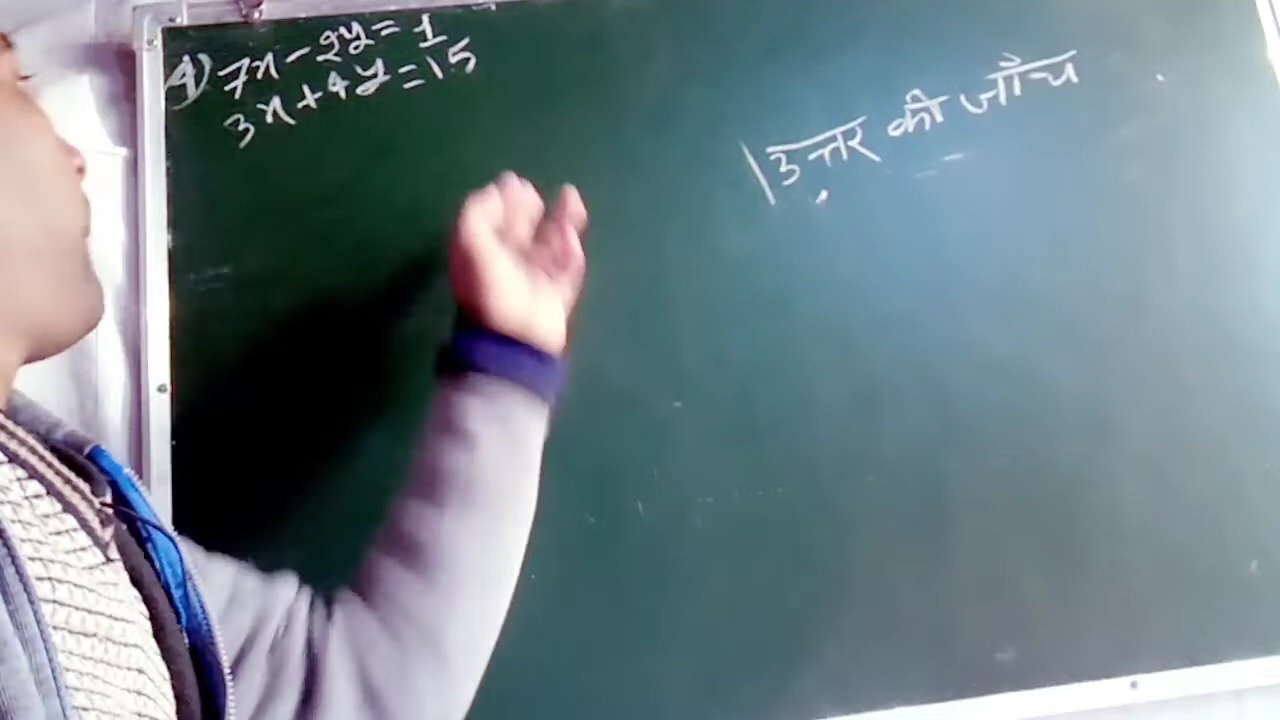 4) 7x - 2y = 1
3x + 4y = 15
उत्तर की जाँच